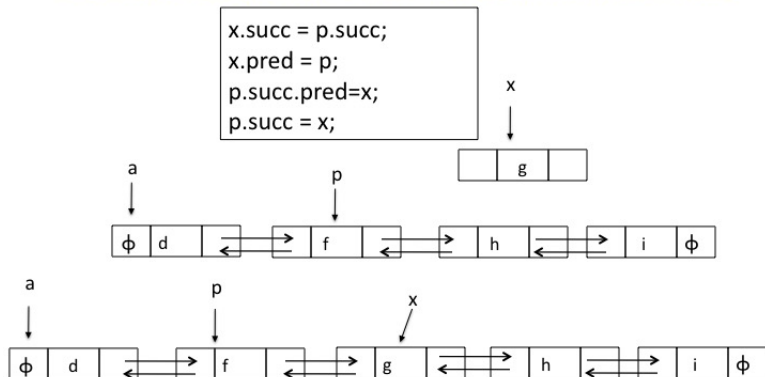 x.succ = p.succ;
x.pred = p;
p.succ.pred=x;
p.succ = x;
x
g
a
p
ϕ d f h i ϕ
a
p
x
ϕ d f g h i ϕ